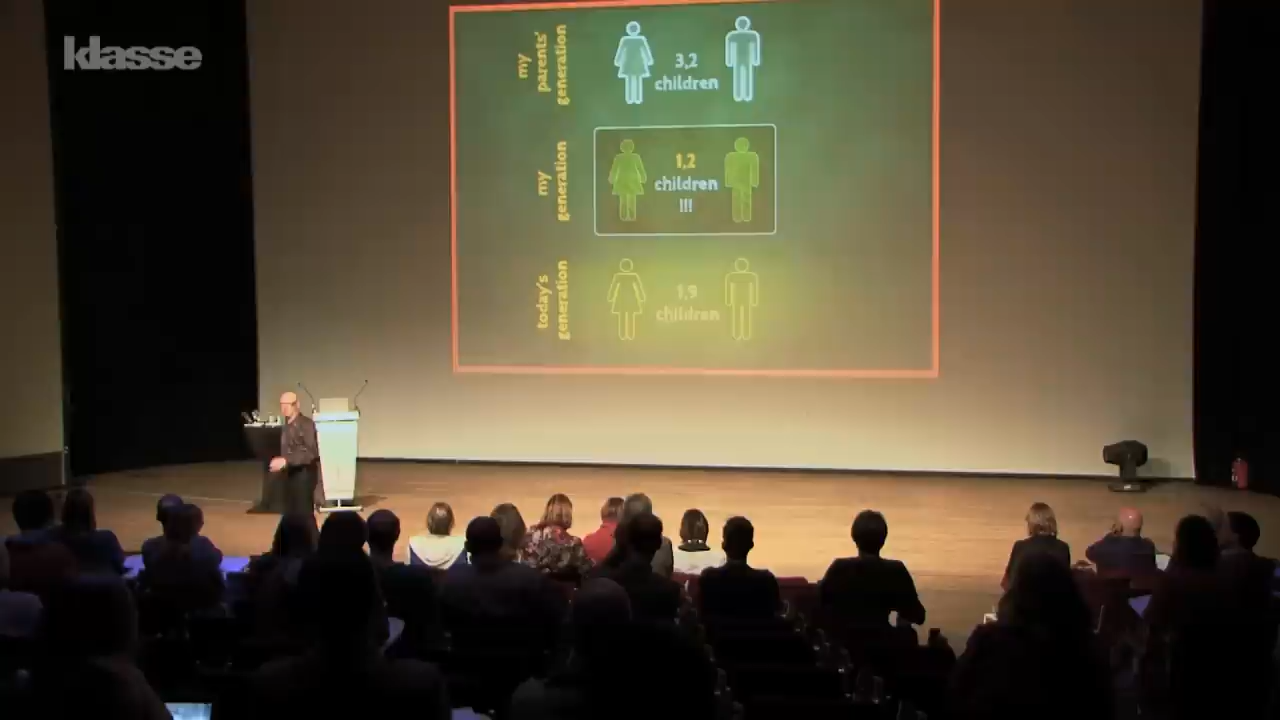 klasse
my
parents'
generation
3,2
children
my
generation
1,2
children
!!!
today's
generation
1,9
children